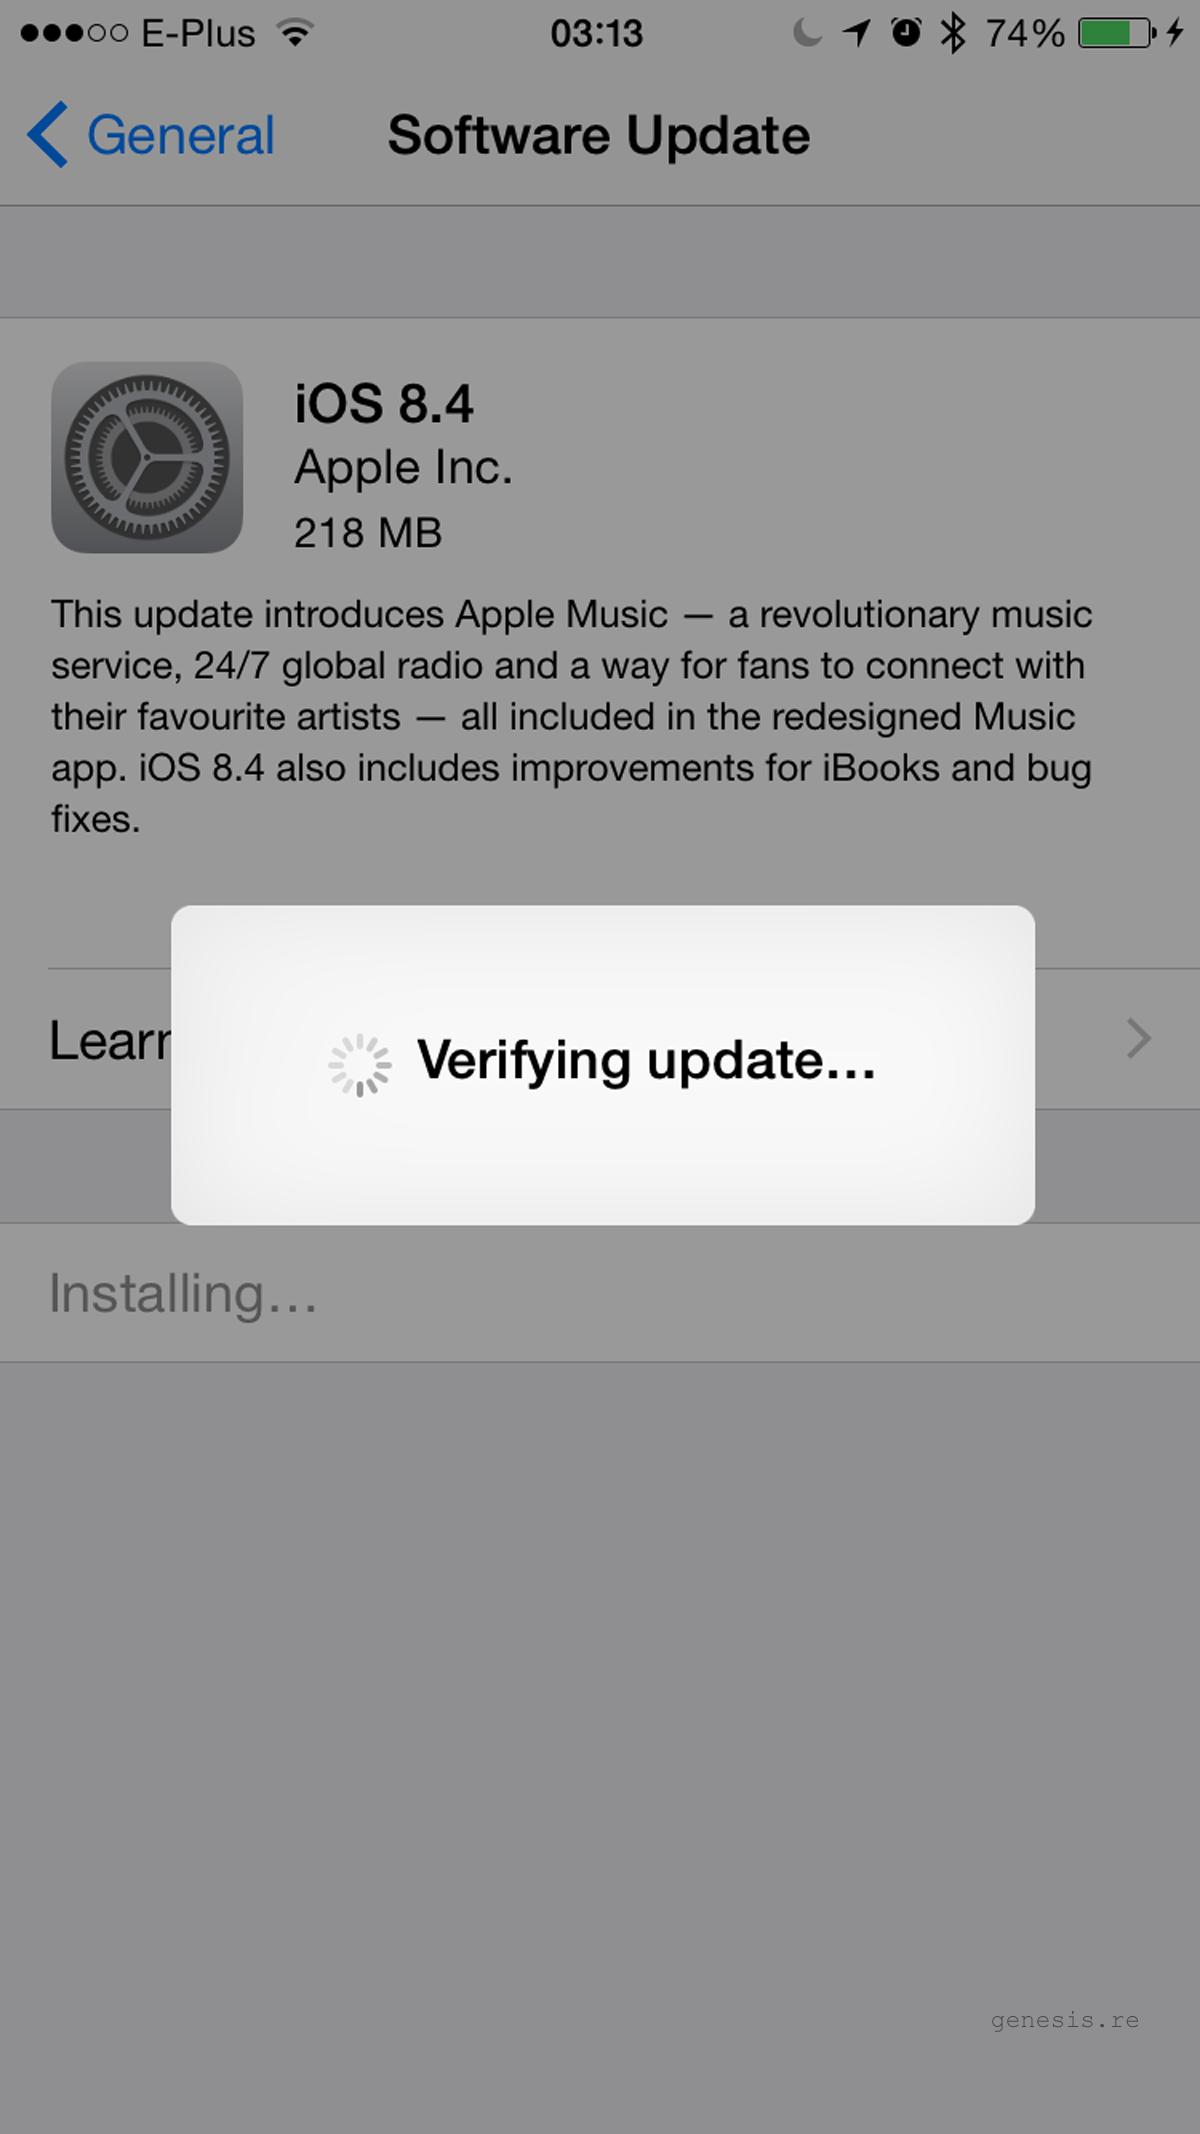 E-Plus 03:13 74%
General Software Update
iOS 8.4
Apple Inc.
218 MB
This update introduces Apple Music — a revolutionary music
service, 24/7 global radio and a way for fans to connect with
their favourite artists — all included in the redesigned Music
app. iOS 8.4 also includes improvements for iBooks and bug
fixes.
Learn
Verifying update...
Installing...
genesis.re